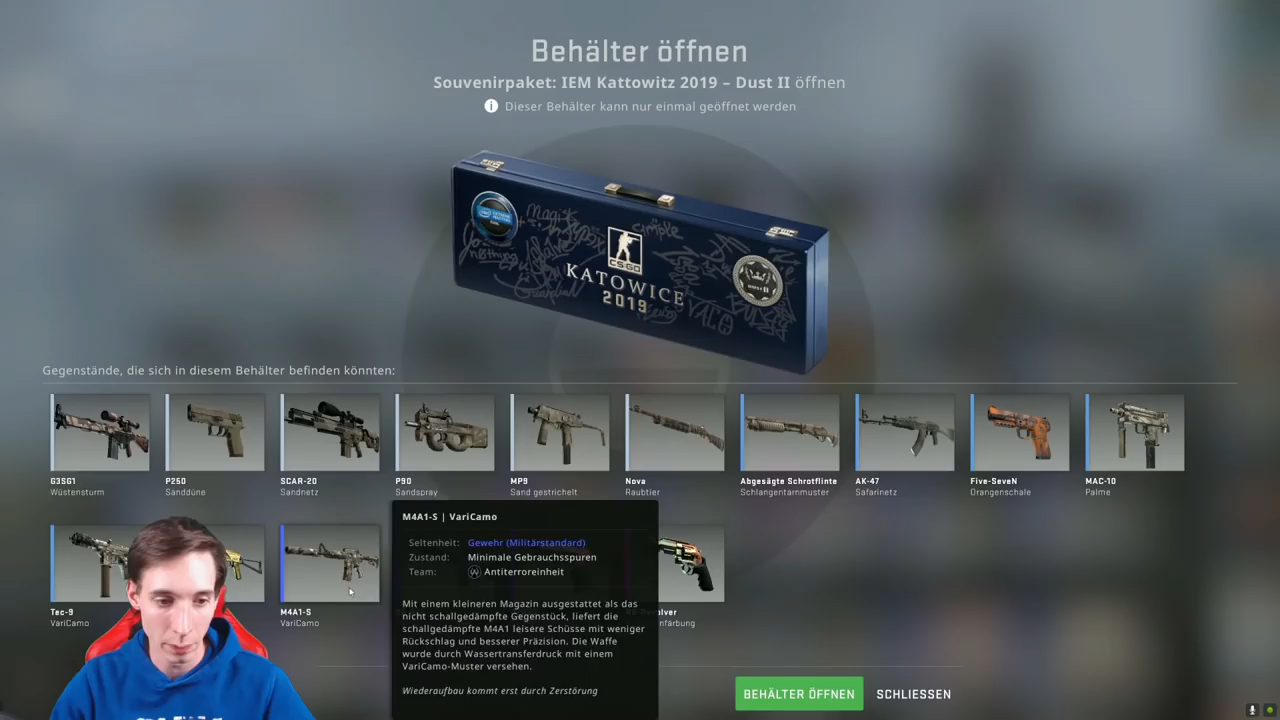 Behälter öffnen
Souvenirpaket: IEM Kattowitz 2019 – Dust II öffnen
Dieser Behälter kann nur einmal geöffnet werden
CS:GO
KATOWICE
2019
Gegenstände, die sich in diesem Behälter befinden könnten:
G3SG1
Wüstensturm
P250
Sanddüne
SCAR-20
Sandnetz
P90
Sandspray
MP9
Sand gestrichelt
Nova
Raubtier
Abgesägte Schrotflinte
Schlangentarnmuster
AK-47
Safarinetz
Five-SeveN
Orangenschale
MAC-10
Palme
Tec-9
VariCamo
M4A1-S
VariCamo
M4A1-S | VariCamo
Seltenheit: Gewehr (Militärstandard)
Zustand: Minimale Gebrauchsspuren
Team: Antiterroreinheit
Mit einem kleineren Magazin ausgestattet als das
nicht schallgedämpfte Gegenstück, liefert die
schallgedämpfte M4A1 leisere Schüsse mit weniger
Rückschlag und besserer Präzision. Die Waffe
wurde durch Wassertransferdruck mit einem
VariCamo-Muster versehen.
Wiederaufbau kommt erst durch Zerstörung
BEHÄLTER ÖFFNEN
SCHLIESSEN